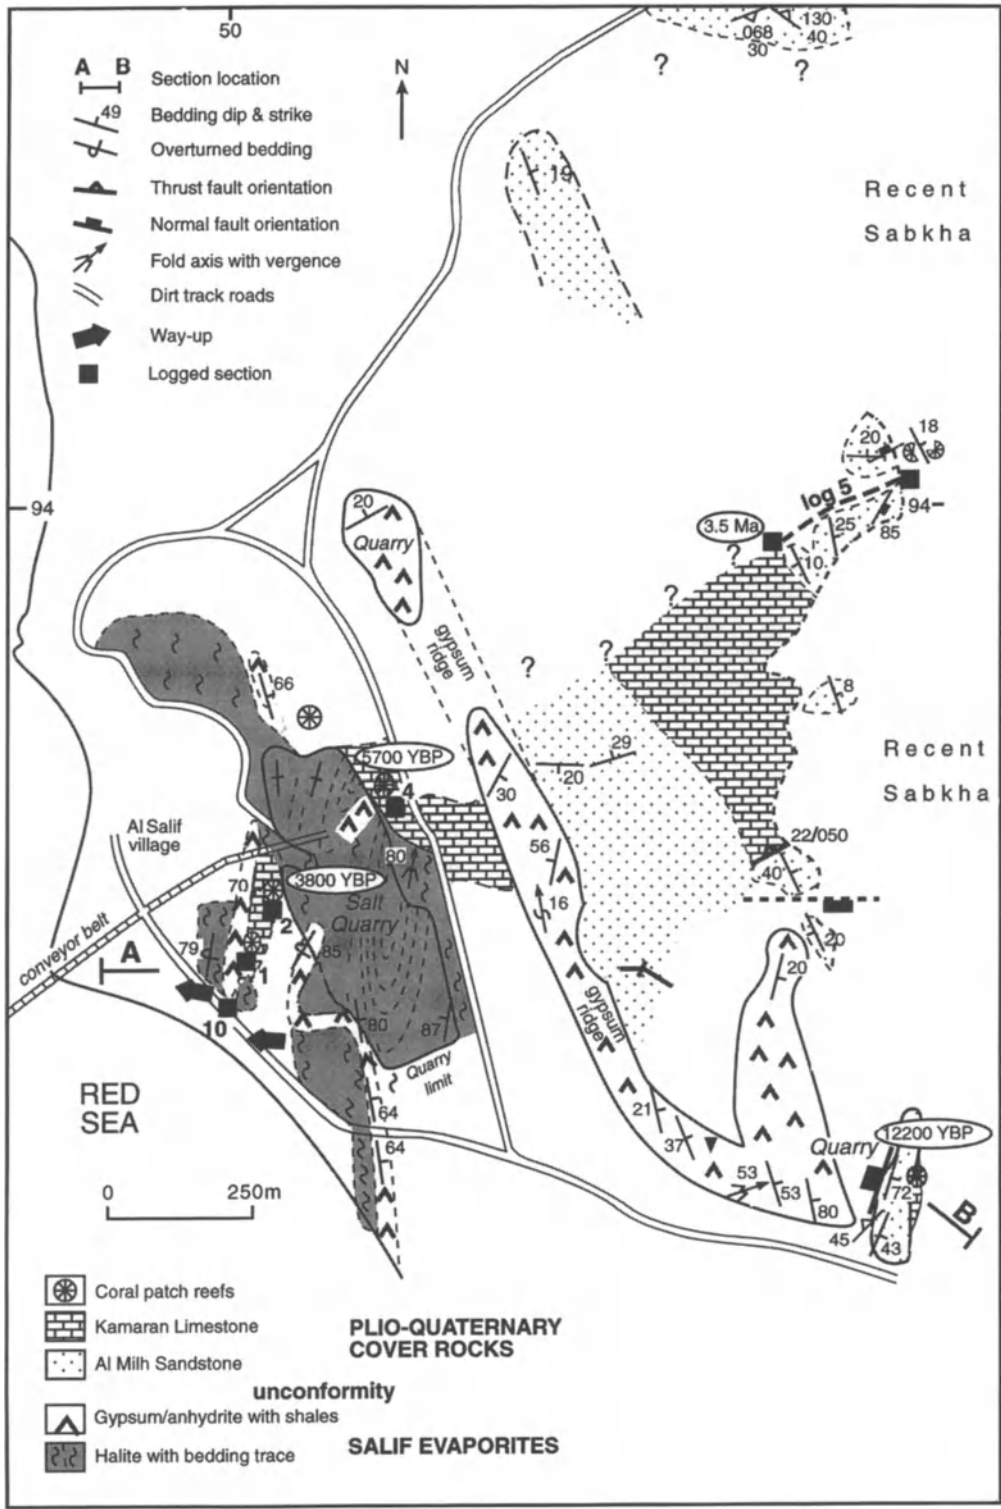 50
A B
Section location
N
49
Bedding dip & strike
Overturned bedding
Thrust fault orientation
Normal fault orientation
Fold axis with vergence
Dirt track roads
Way-up
Logged section
068
30
130
40
?
?
19
Recent
Sabkha
94
20
Quarry
gypsum
ridge
20
18
log 5
94
3.5 Ma
25
85
10
?
?
?
?
66
8
5700 YBP
4
29
20
30
Recent
Sabkha
Al Salif
village
80
56
22/050
40
3800 YBP
70
Salt
Quarry
16
2
conveyor belt
A
79
85
1
20
20
10
80
87
gypsum
ridge
Quarry
limit
RED
SEA
64
64
21
37
53
53
80
Quarry
12200 YBP
72
B
45
43
0 250m
Coral patch reefs
Kamaran Limestone
PLIO-QUATERNARY
COVER ROCKS
Al Milh Sandstone
unconformity
Gypsum/anhydrite with shales
SALIF EVAPORITES
Halite with bedding trace